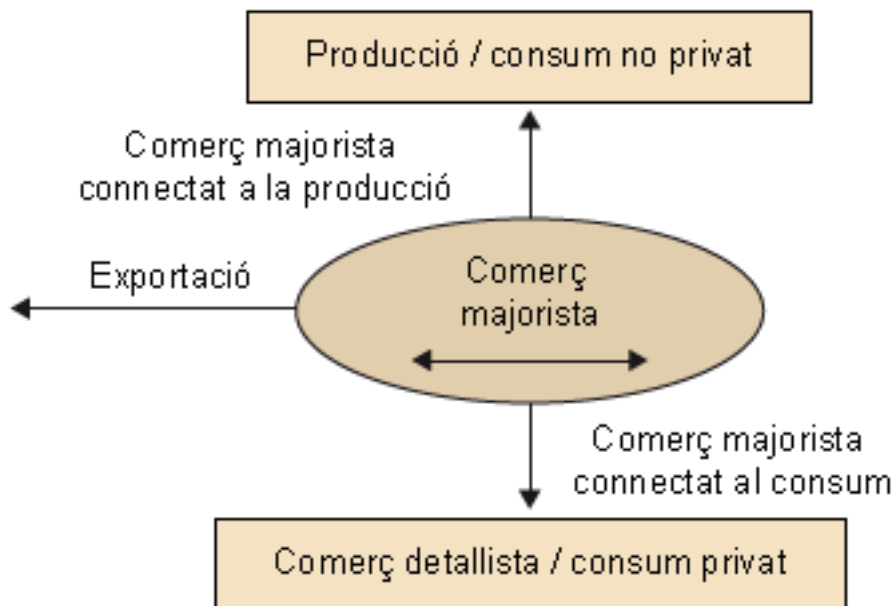 Producció / consum no privat
Comerç majorista
connectat a la producció
Exportació
Comerç
majorista
Comerç majorista
connectat al consum
Comerç detallista / consum privat